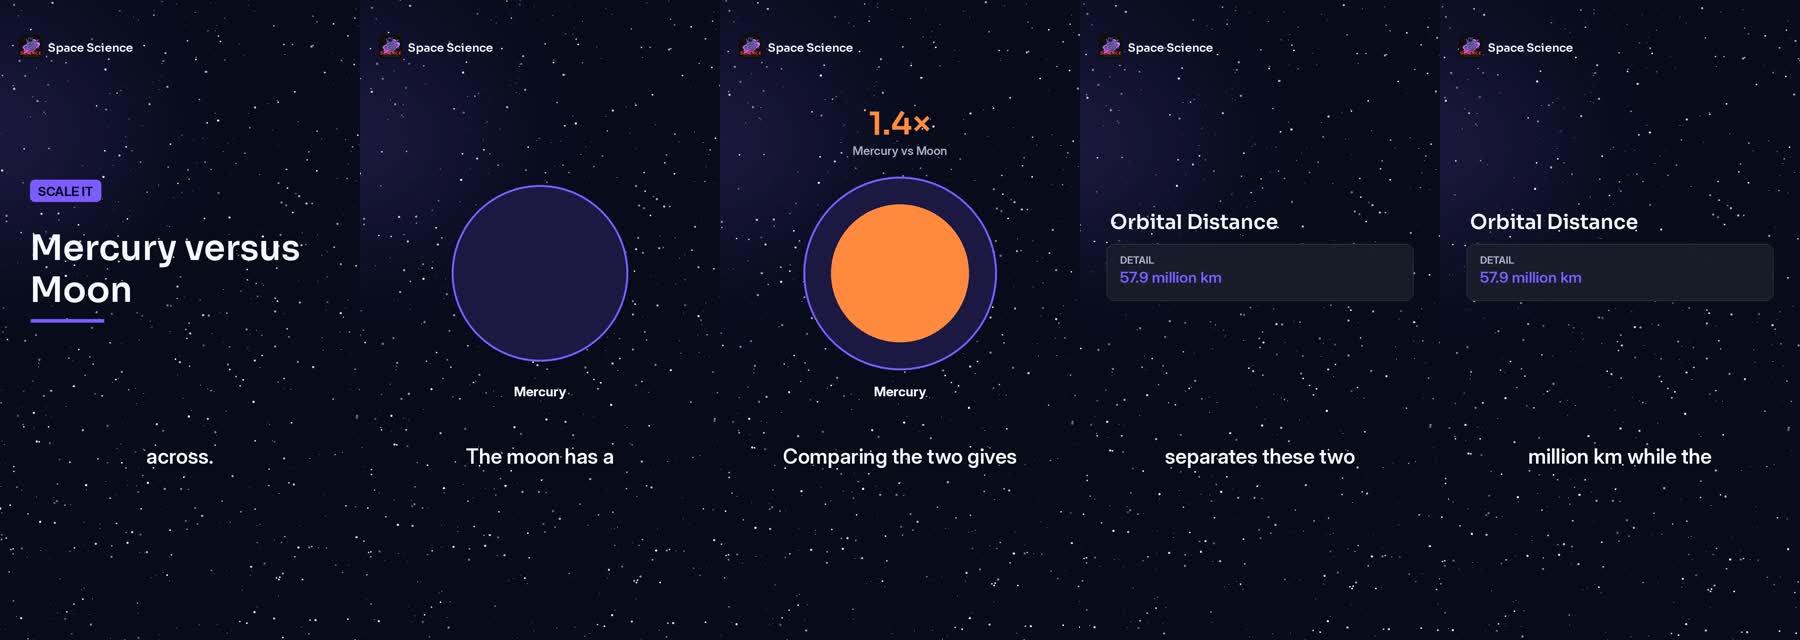 Space Science
SCALE IT
Mercury versus
Moon
across.
Space Science
Mercury
The moon has a
Space Science
1.4×
Mercury vs Moon
Mercury
Comparing the two gives
Space Science
Orbital Distance
DETAIL
57.9 million km
separates these two
Space Science
Orbital Distance
DETAIL
57.9 million km
million km while the